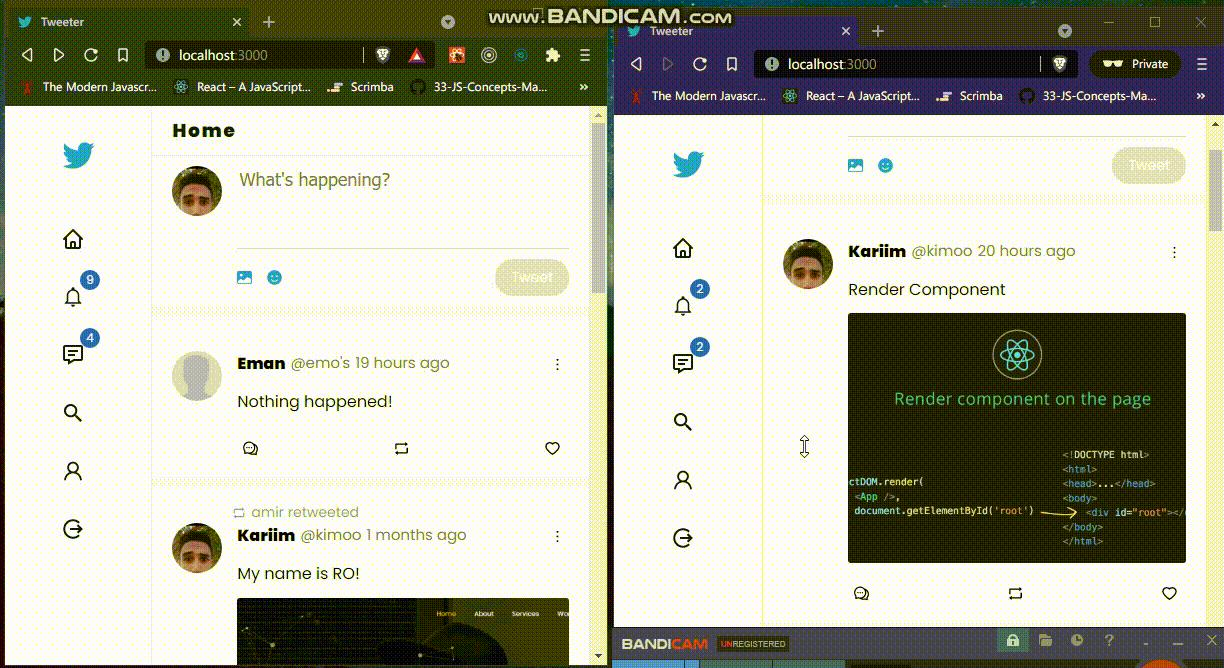 www.BANDICAM.com
Tweeter
localhost:3000
The Modern Javascr...
React – A JavaScript...
Scrimba
33-JS-Concepts-Ma...
»
Home
What's happening?
Tweet
9
4
Eman @emo's 19 hours ago
Nothing happened!
amir retweeted
Kariim @kimoo 1 months ago
My name is RO!
Home About Services
Tweeter
localhost:3000
Private
The Modern Javascr...
React – A JavaScript...
Scrimba
33-JS-Concepts-Ma...
»
Tweet
2
2
Kariim @kimoo 20 hours ago
Render Component
Render component on the page
<!DOCTYPE html>
<html>
<head>...</head>
<body>
<div id="root"></
</body>
</html>
ctDOM.render(
<App />,
document.getElementById('root')
BANDICAM UNREGISTERED